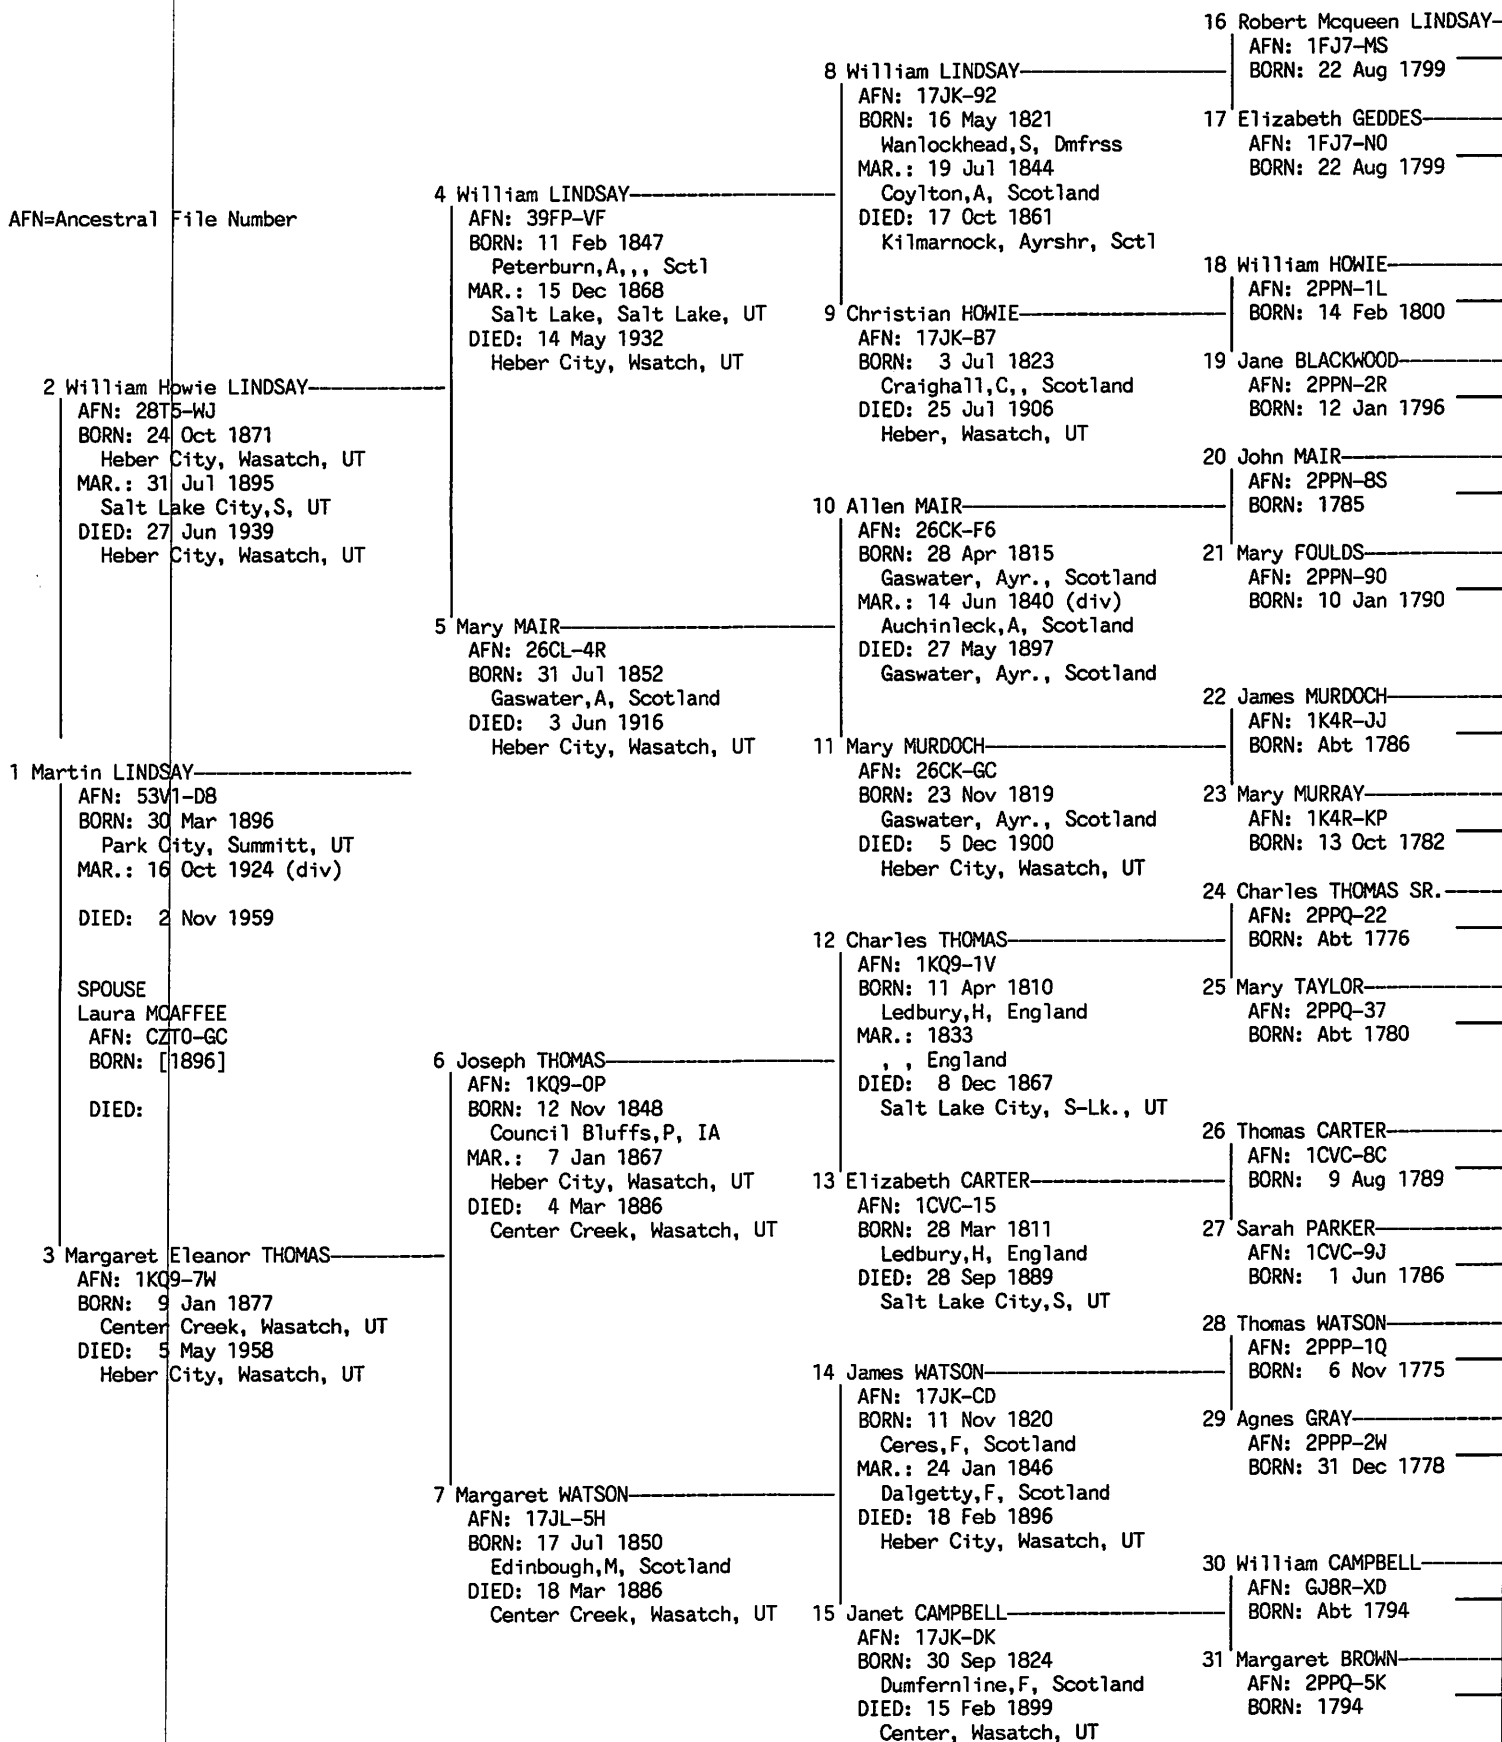 AFN=Ancestral File Number
1 Martin LINDSAY
AFN: 53V1-D8
BORN: 30 Mar 1896
Park City, Summitt, UT
MAR.: 16 Oct 1924 (div)
DIED: 2 Nov 1959
SPOUSE
Laura MCAFFEE
AFN: CZT0-GC
BORN: [1896]
DIED:
2 William Howie LINDSAY
AFN: 28T5-WJ
BORN: 24 Oct 1871
Heber City, Wasatch, UT
MAR.: 31 Jul 1895
Salt Lake City,S, UT
DIED: 27 Jun 1939
Heber City, Wasatch, UT
3 Margaret Eleanor THOMAS
AFN: 1KQ9-7W
BORN: 9 Jan 1877
Center Creek, Wasatch, UT
DIED: 5 May 1958
Heber City, Wasatch, UT
4 William LINDSAY
AFN: 39FP-VF
BORN: 11 Feb 1847
Peterburn,A,,, Sctl
MAR.: 15 Dec 1868
Salt Lake, Salt Lake, UT
DIED: 14 May 1932
Heber City, Wsatch, UT
5 Mary MAIR
AFN: 26CL-4R
BORN: 31 Jul 1852
Gaswater,A, Scotland
DIED: 3 Jun 1916
Heber City, Wasatch, UT
6 Joseph THOMAS
AFN: 1KQ9-0P
BORN: 12 Nov 1848
Council Bluffs,P, IA
MAR.: 7 Jan 1867
Heber City, Wasatch, UT
DIED: 4 Mar 1886
Center Creek, Wasatch, UT
7 Margaret WATSON
AFN: 17JL-5H
BORN: 17 Jul 1850
Edinbough,M, Scotland
DIED: 18 Mar 1886
Center Creek, Wasatch, UT
8 William LINDSAY
AFN: 17JK-92
BORN: 16 May 1821
Wanlockhead,S, Dmfrss
MAR.: 19 Jul 1844
Coylton,A, Scotland
DIED: 17 Oct 1861
Kilmarnock, Ayrshr, Sctl
9 Christian HOWIE
AFN: 17JK-B7
BORN: 3 Jul 1823
Craighall,C,, Scotland
DIED: 25 Jul 1906
Heber, Wasatch, UT
10 Allen MAIR
AFN: 26CK-F6
BORN: 28 Apr 1815
Gaswater, Ayr., Scotland
MAR.: 14 Jun 1840 (div)
Auchinleck,A, Scotland
DIED: 27 May 1897
Gaswater, Ayr., Scotland
11 Mary MURDOCH
AFN: 26CK-GC
BORN: 23 Nov 1819
Gaswater, Ayr., Scotland
DIED: 5 Dec 1900
Heber City, Wasatch, UT
12 Charles THOMAS
AFN: 1KQ9-1V
BORN: 11 Apr 1810
Ledbury,H, England
MAR.: 1833
, , England
DIED: 8 Dec 1867
Salt Lake City, S-Lk., UT
13 Elizabeth CARTER
AFN: 1CVC-15
BORN: 28 Mar 1811
Ledbury,H, England
DIED: 28 Sep 1889
Salt Lake City,S, UT
14 James WATSON
AFN: 17JK-CD
BORN: 11 Nov 1820
Ceres,F, Scotland
MAR.: 24 Jan 1846
Dalgetty,F, Scotland
DIED: 18 Feb 1896
Heber City, Wasatch, UT
15 Janet CAMPBELL
AFN: 17JK-DK
BORN: 30 Sep 1824
Dumfernline,F, Scotland
DIED: 15 Feb 1899
Center, Wasatch, UT
16 Robert Mcqueen LINDSAY
AFN: 1FJ7-MS
BORN: 22 Aug 1799
17 Elizabeth GEDDES
AFN: 1FJ7-N0
BORN: 22 Aug 1799
18 William HOWIE
AFN: 2PPN-1L
BORN: 14 Feb 1800
19 Jane BLACKWOOD
AFN: 2PPN-2R
BORN: 12 Jan 1796
20 John MAIR
AFN: 2PPN-8S
BORN: 1785
21 Mary FOULDS
AFN: 2PPN-90
BORN: 10 Jan 1790
22 James MURDOCH
AFN: 1K4R-JJ
BORN: Abt 1786
23 Mary MURRAY
AFN: 1K4R-KP
BORN: 13 Oct 1782
24 Charles THOMAS SR.
AFN: 2PPQ-22
BORN: Abt 1776
25 Mary TAYLOR
AFN: 2PPQ-37
BORN: Abt 1780
26 Thomas CARTER
AFN: 1CVC-8C
BORN: 9 Aug 1789
27 Sarah PARKER
AFN: 1CVC-9J
BORN: 1 Jun 1786
28 Thomas WATSON
AFN: 2PPP-1Q
BORN: 6 Nov 1775
29 Agnes GRAY
AFN: 2PPP-2W
BORN: 31 Dec 1778
30 William CAMPBELL
AFN: GJ8R-XD
BORN: Abt 1794
31 Margaret BROWN
AFN: 2PPQ-5K
BORN: 1794